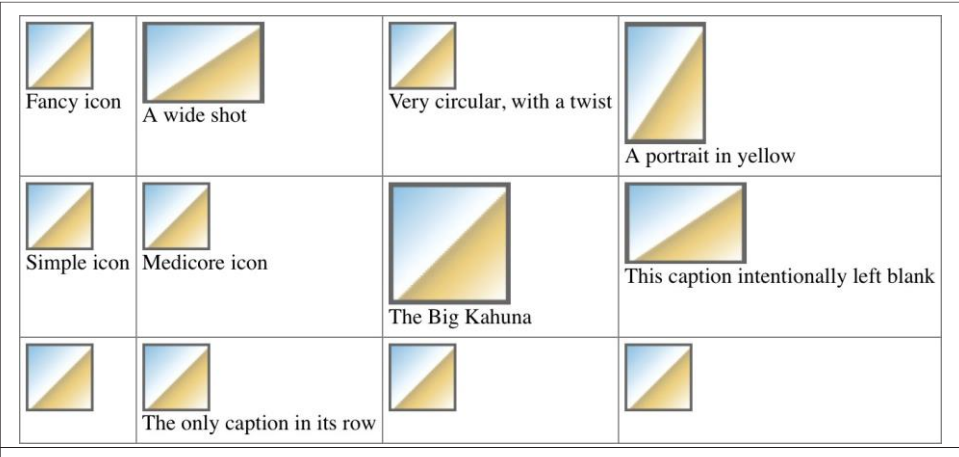 Fancy icon
A wide shot
Very circular, with a twist
A portrait in yellow
Simple icon
Medicore icon
The Big Kahuna
This caption intentionally left blank
The only caption in its row